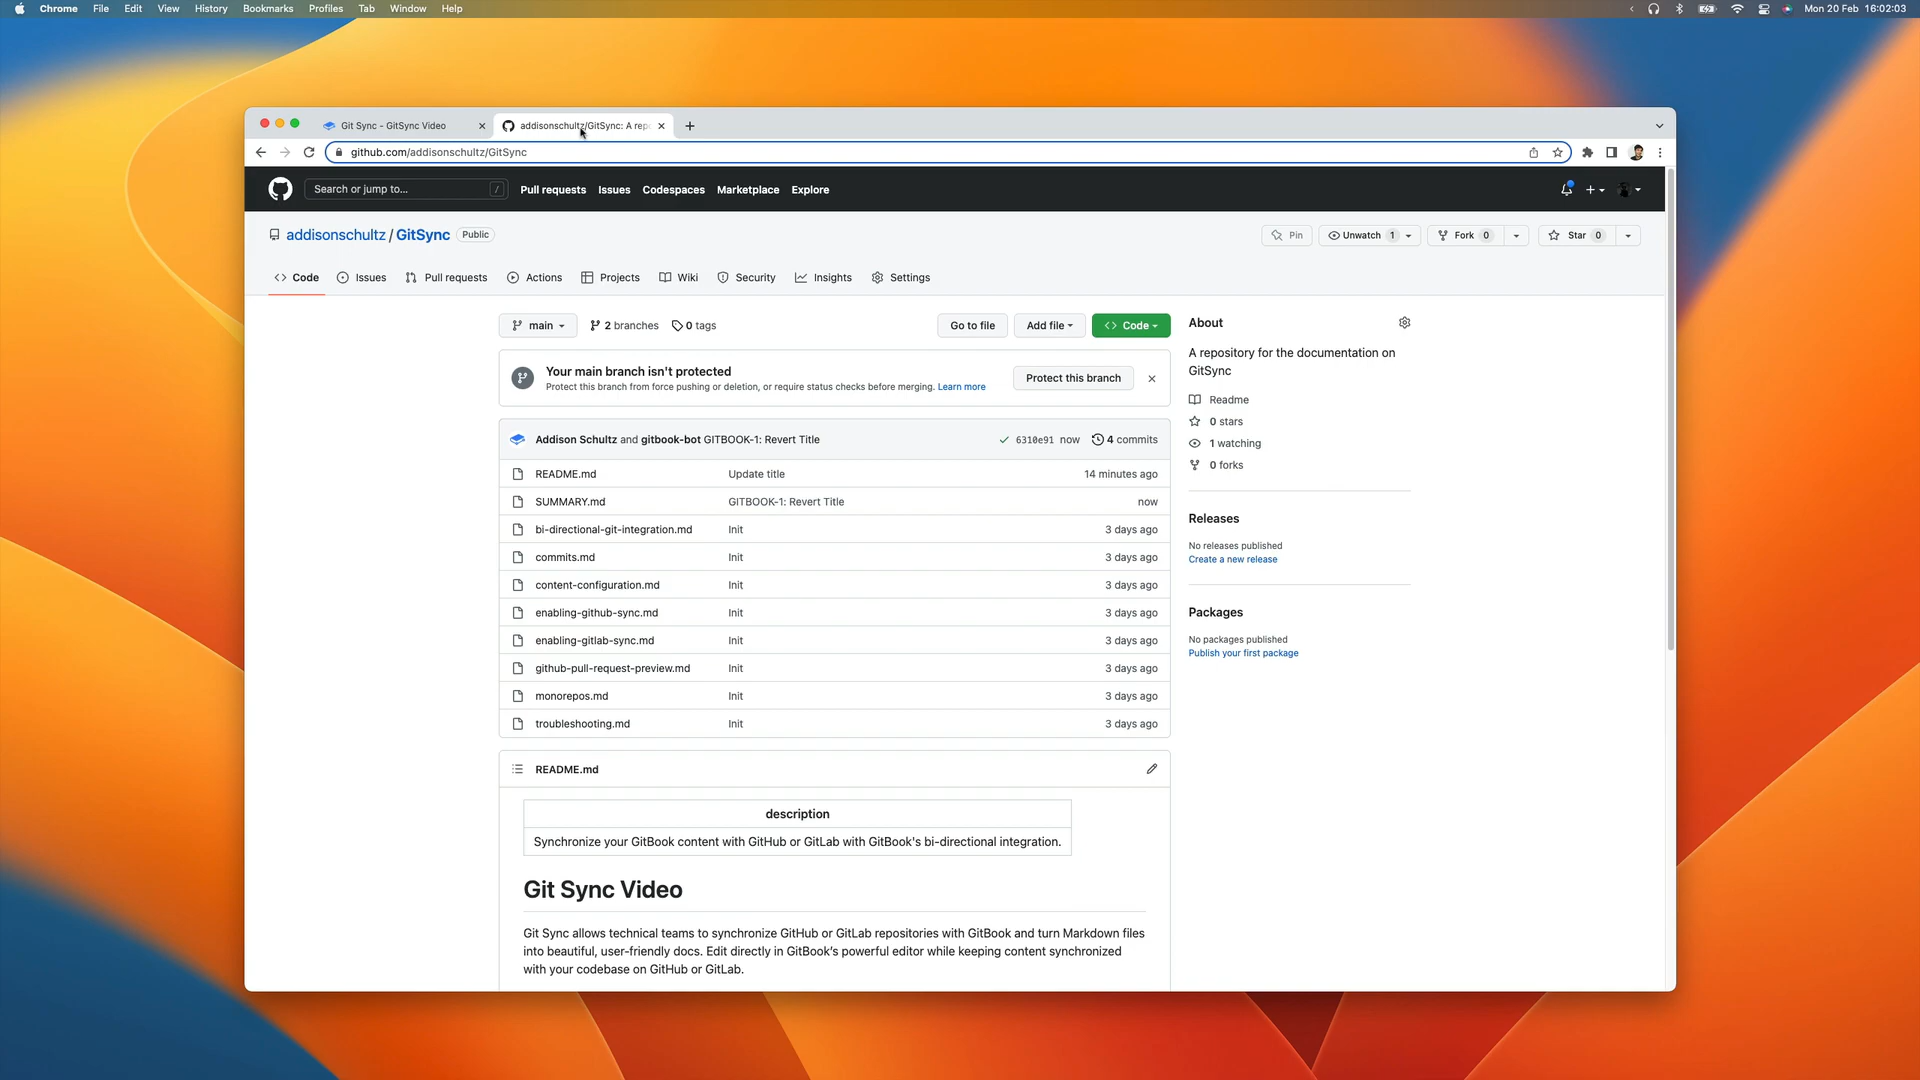 Chrome File Edit View History Bookmarks Profiles Tab Window Help
Mon 20 Feb 16:02:03
Git Sync - GitSync Video
addisonschultz/GitSync: A rep
github.com/addisonschultz/GitSync
Search or jump to... /
Pull requests Issues Codespaces Marketplace Explore
addisonschultz / GitSync Public
Pin Unwatch 1 Fork 0 Star 0
Code Issues Pull requests Actions Projects Wiki Security Insights Settings
main 2 branches 0 tags Go to file Add file Code
Your main branch isn't protected
Protect this branch from force pushing or deletion, or require status checks before merging. Learn more
Protect this branch
Addison Schultz and gitbook-bot GITBOOK-1: Revert Title 6310e91 now 4 commits
README.md Update title 14 minutes ago
SUMMARY.md GITBOOK-1: Revert Title now
bi-directional-git-integration.md Init 3 days ago
commits.md Init 3 days ago
content-configuration.md Init 3 days ago
enabling-github-sync.md Init 3 days ago
enabling-gitlab-sync.md Init 3 days ago
github-pull-request-preview.md Init 3 days ago
monorepos.md Init 3 days ago
troubleshooting.md Init 3 days ago
README.md
description
Synchronize your GitBook content with GitHub or GitLab with GitBook's bi-directional integration.
Git Sync Video
Git Sync allows technical teams to synchronize GitHub or GitLab repositories with GitBook and turn Markdown files
into beautiful, user-friendly docs. Edit directly in GitBook’s powerful editor while keeping content synchronized
with your codebase on GitHub or GitLab.
About
A repository for the documentation on
GitSync
Readme
0 stars
1 watching
0 forks
Releases
No releases published
Create a new release
Packages
No packages published
Publish your first package